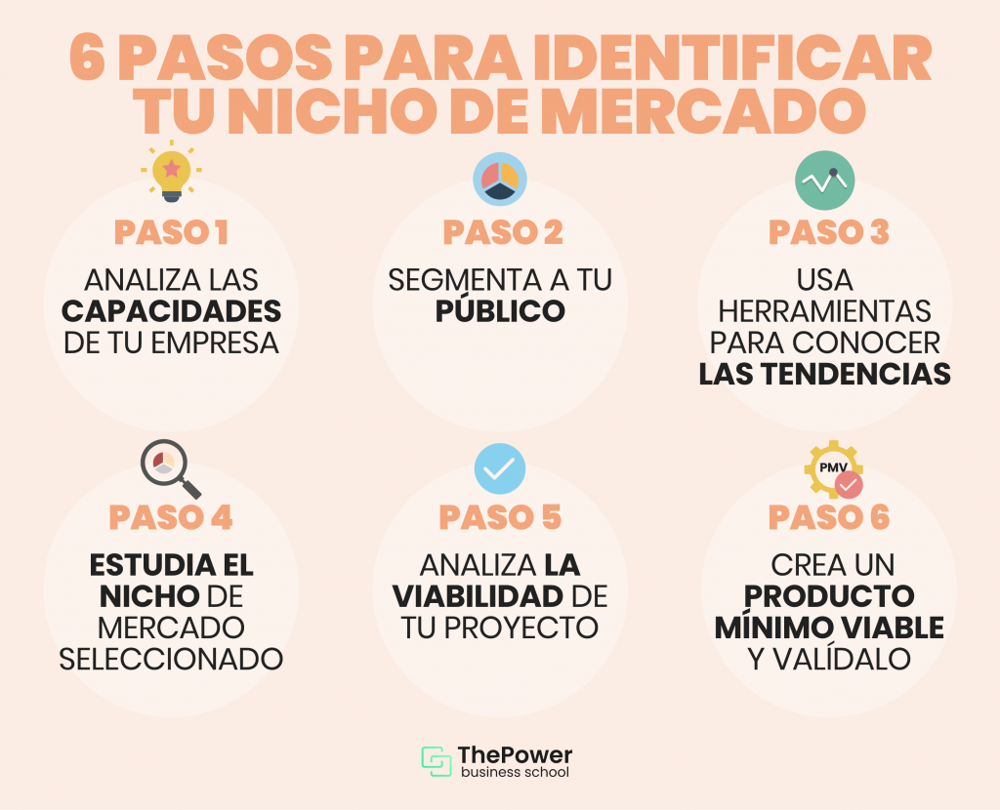 6 PASOS PARA IDENTIFICAR
TU NICHO DE MERCADO
PASO 1
ANALIZA LAS
CAPACIDADES
DE TU EMPRESA
PASO 2
SEGMENTA A TU
PÚBLICO
PASO 3
USA
HERRAMIENTAS
PARA CONOCER
LAS TENDENCIAS
PASO 4
ESTUDIA EL
NICHO DE
MERCADO
SELECCIONADO
PASO 5
ANALIZA LA
VIABILIDAD DE
TU PROYECTO
PMV
PASO 6
CREA UN
PRODUCTO
MÍNIMO VIABLE
Y VALÍDALO
ThePower
business school